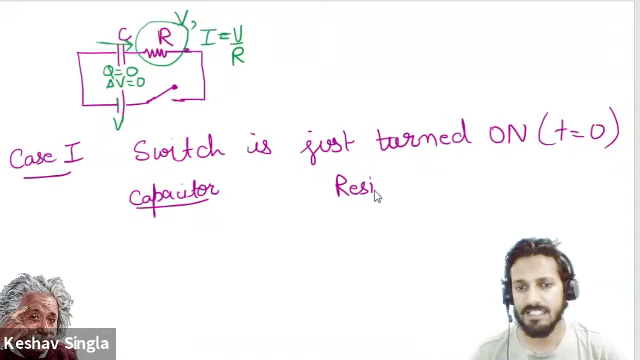 C R V, I = V/R
Q=0
ΔV=0
V
Case I Switch is just turned ON (t=0)
Capacitor Resi
Keshav Singla